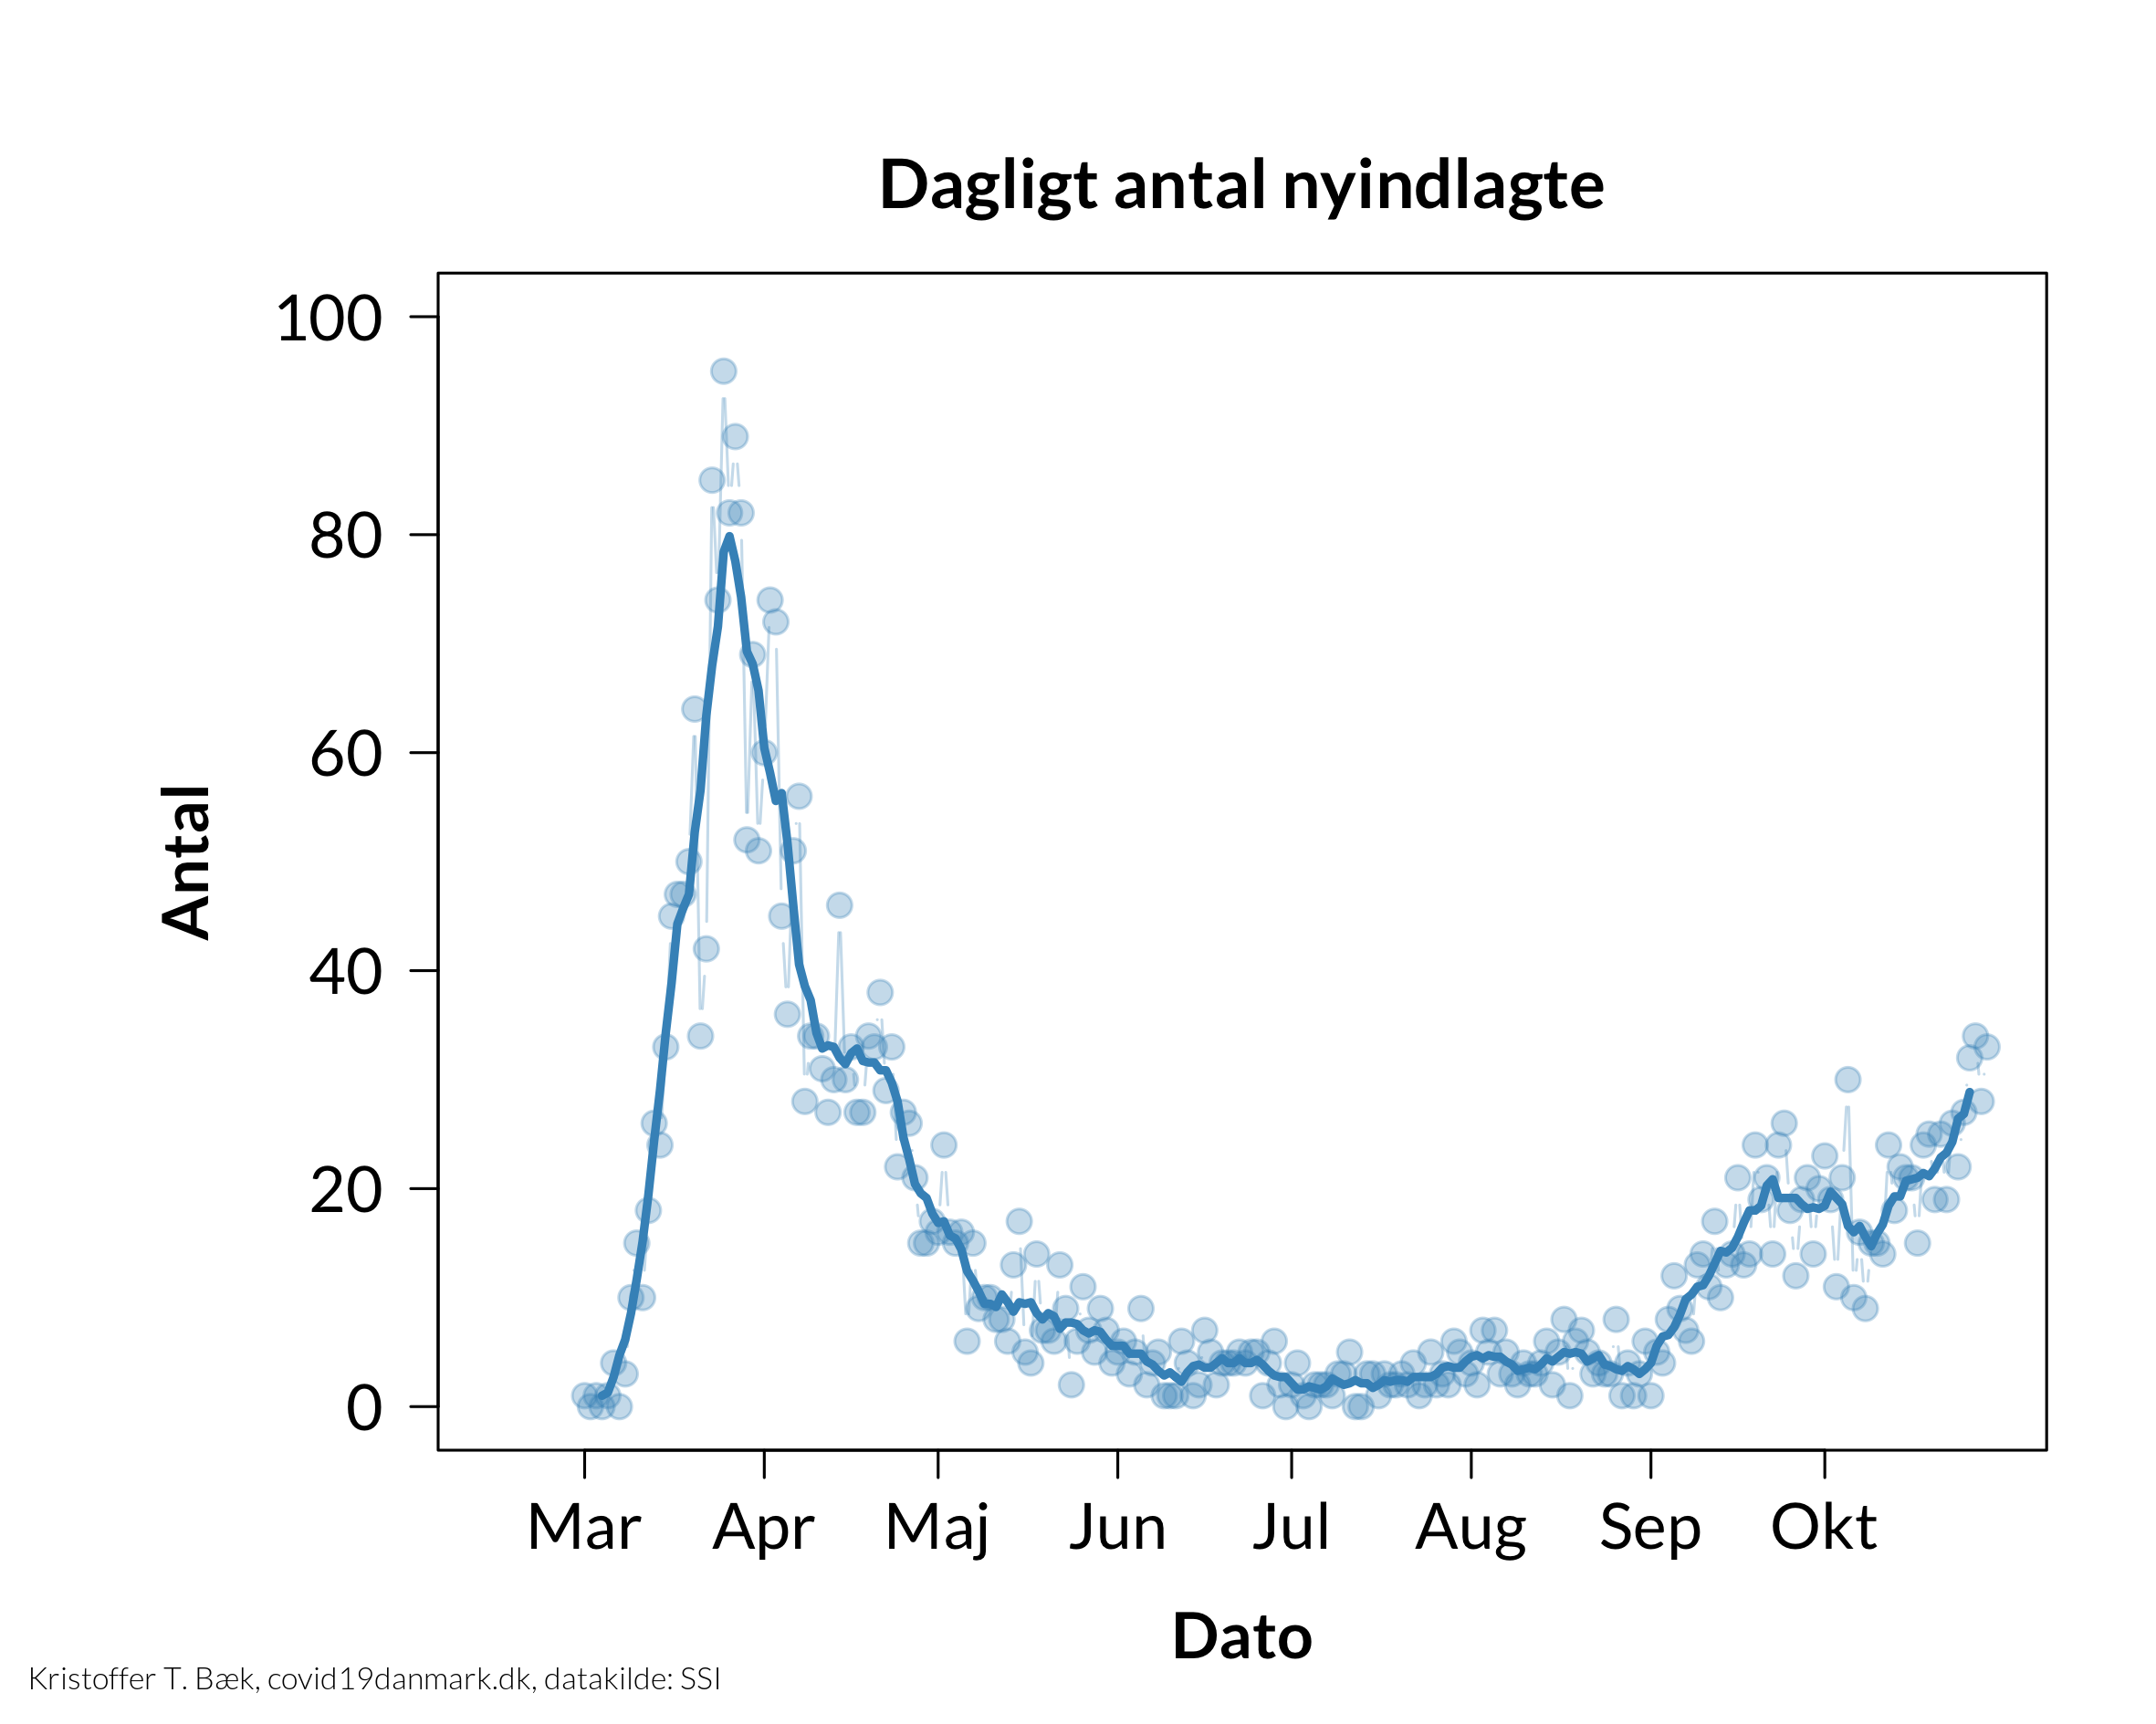 Dagligt antal nyindlagte
100
80
60
40
20
0
Antal
Mar Apr Maj Jun Jul Aug Sep Okt
Dato
Kristoffer T. Bæk, covid19danmark.dk, datakilde: SSI